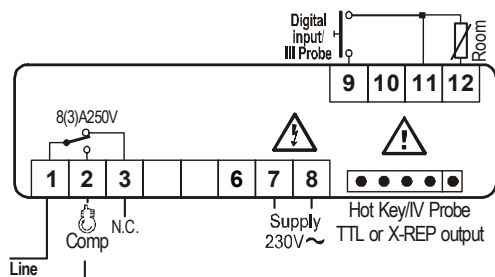 Digital
input/
III Probe
Room
9 10 11 12
8(3)A250V
1 2 3 6 7 8
Comp
N.C.
Supply
230V~
Hot Key/IV Probe
TTL or X-REP output
Line